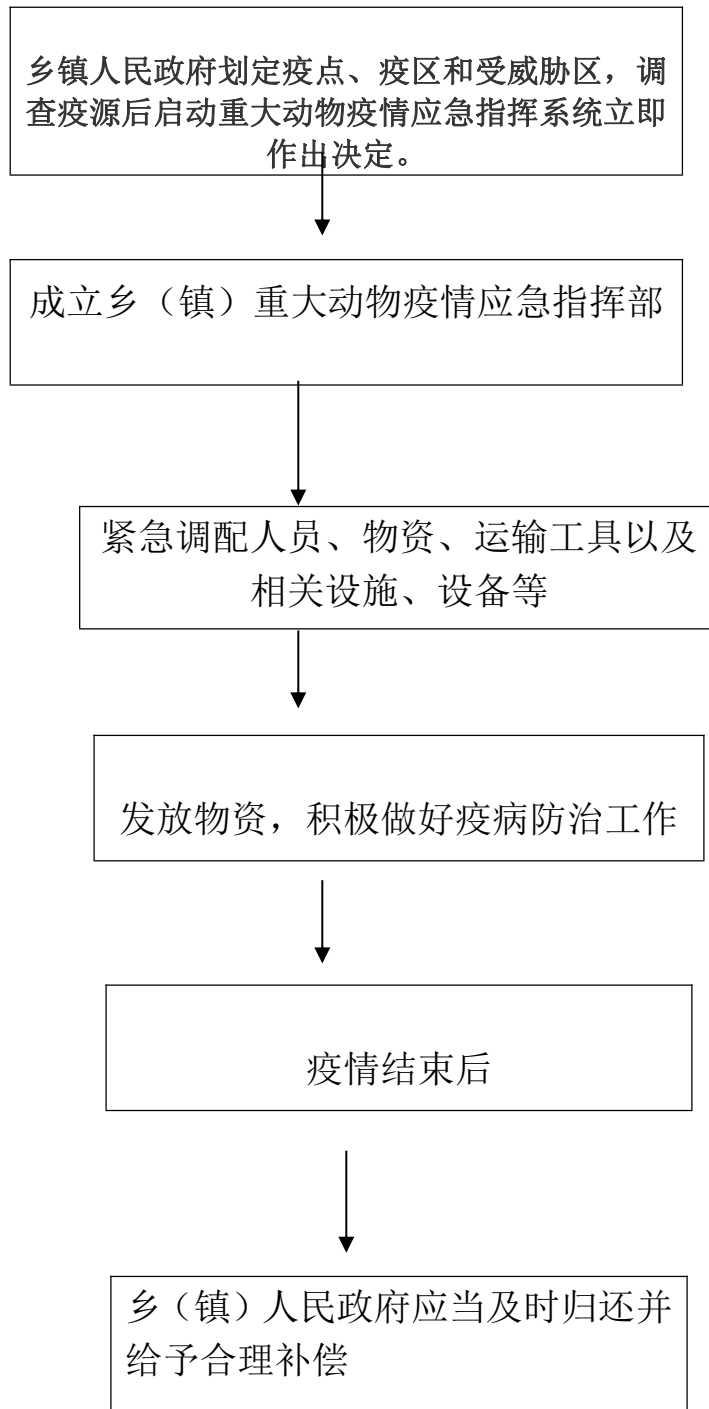 乡镇人民政府划定疫点、疫区和受威胁区，调
查疫源后启动重大动物疫情应急指挥系统立即
作出决定。
成立乡（镇）重大动物疫情应急指挥部
紧急调配人员、物资、运输工具以及
相关设施、设备等
发放物资，积极做好疫病防治工作
疫情结束后
乡（镇）人民政府应当及时归还并
给予合理补偿